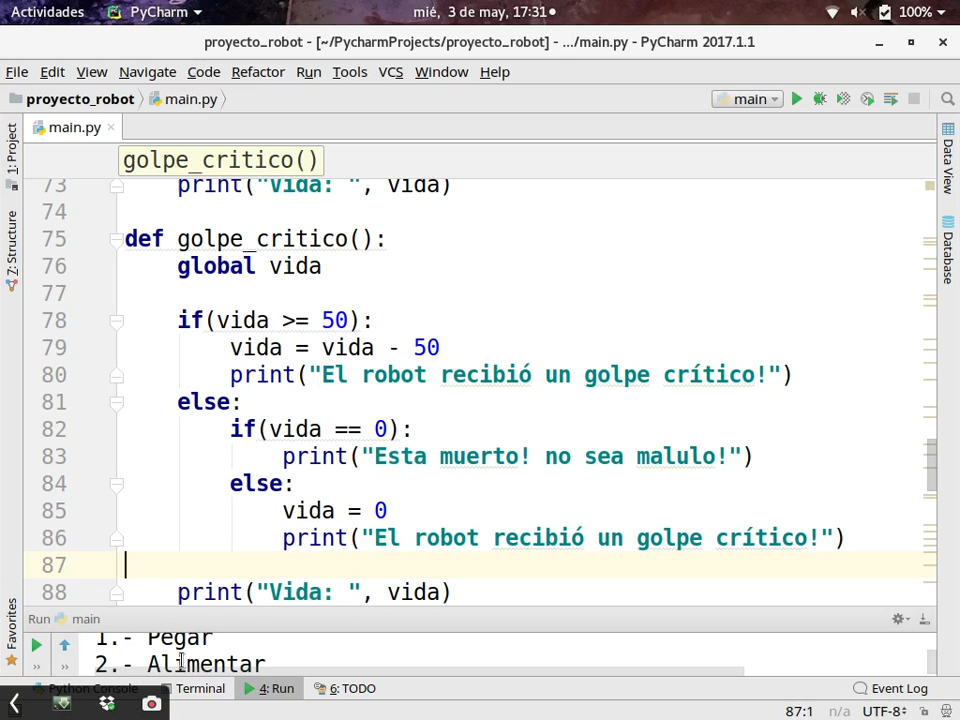 Actividades PyCharm mié, 3 de may, 17:31 100%
proyecto_robot - [~/PycharmProjects/proyecto_robot] - .../main.py - PyCharm 2017.1.1
File Edit View Navigate Code Refactor Run Tools VCS Window Help
proyecto_robot main.py main
main.py
golpe_critico()
73 print("Vida: ", vida)
74
75 def golpe_critico():
76 global vida
77
78 if(vida >= 50):
79 vida = vida - 50
80 print("El robot recibió un golpe crítico!")
81 else:
82 if(vida == 0):
83 print("Esta muerto! no sea malulo!")
84 else:
85 vida = 0
86 print("El robot recibió un golpe crítico!")
87
88 print("Vida: ", vida)
1: Project
7: Structure
Favorites
Data View
Database
Run main
1.- Pegar
2.- Alimentar
Python Console Terminal 4: Run 6: TODO Event Log
87:1 n/a UTF-8